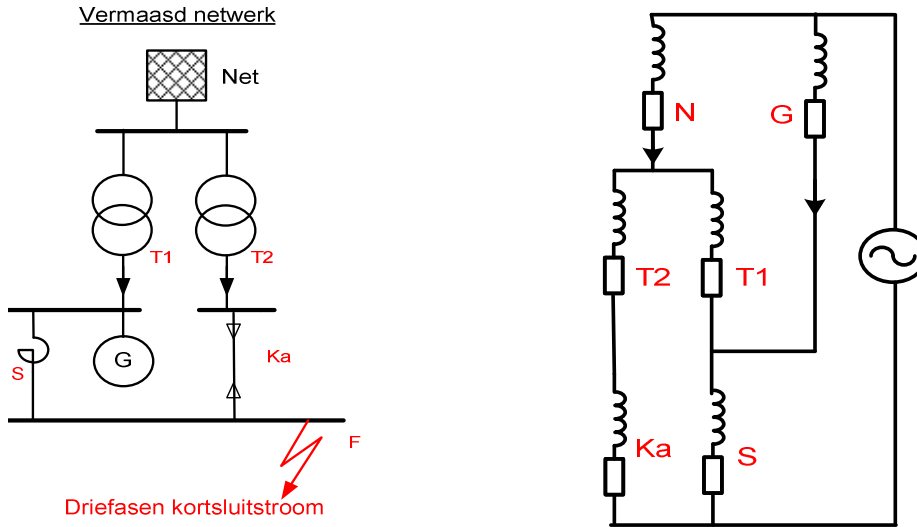 Vermaasd netwerk
Net
T1
T2
G
S
Ka
F
Driefasen kortsluitstroom
N
G
T2
T1
Ka
S